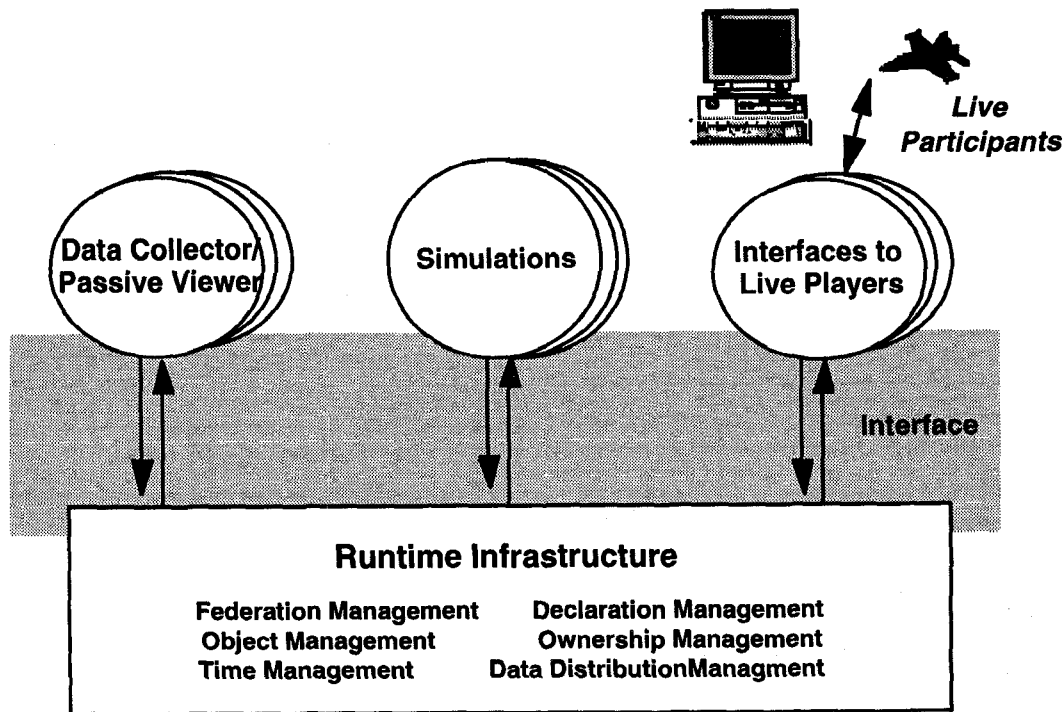 Live
Participants
Data Collector/
Passive Viewer
Simulations
Interfaces to
Live Players
Interface
Runtime Infrastructure
Federation Management
Declaration Management
Object Management
Ownership Management
Time Management
Data DistributionManagment